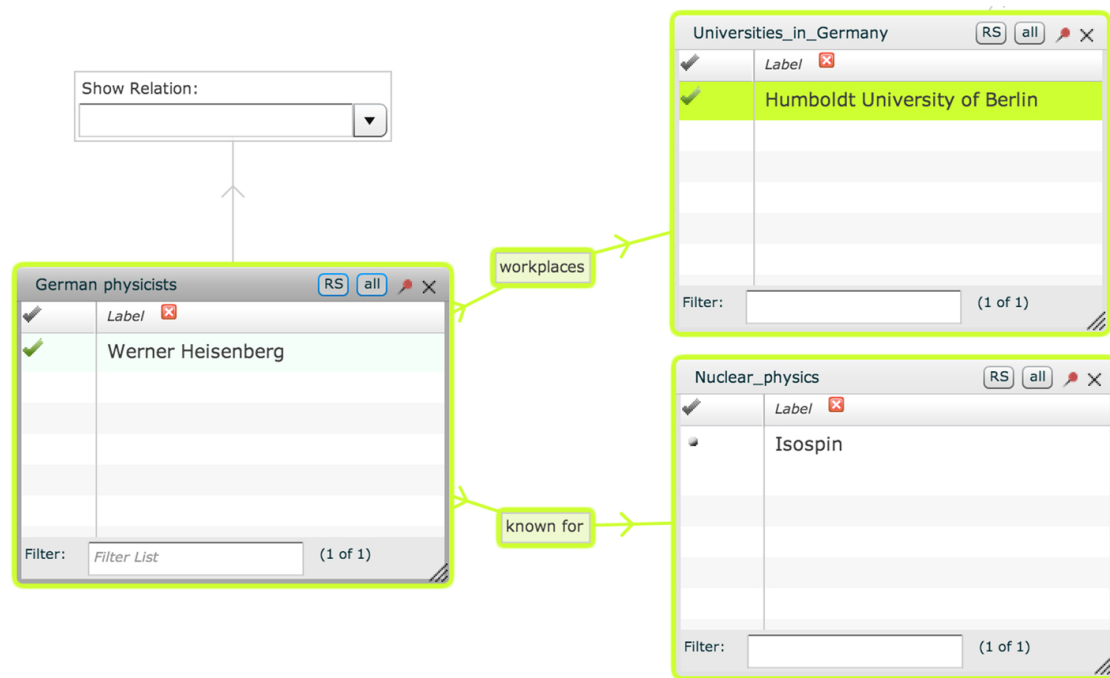 Show Relation:
Universities_in_Germany RS all
Label
Humboldt University of Berlin
Filter: (1 of 1)
workplaces
German physicists RS all
Label
Werner Heisenberg
Filter: Filter List (1 of 1)
known for
Nuclear_physics RS all
Label
Isospin
Filter: (1 of 1)